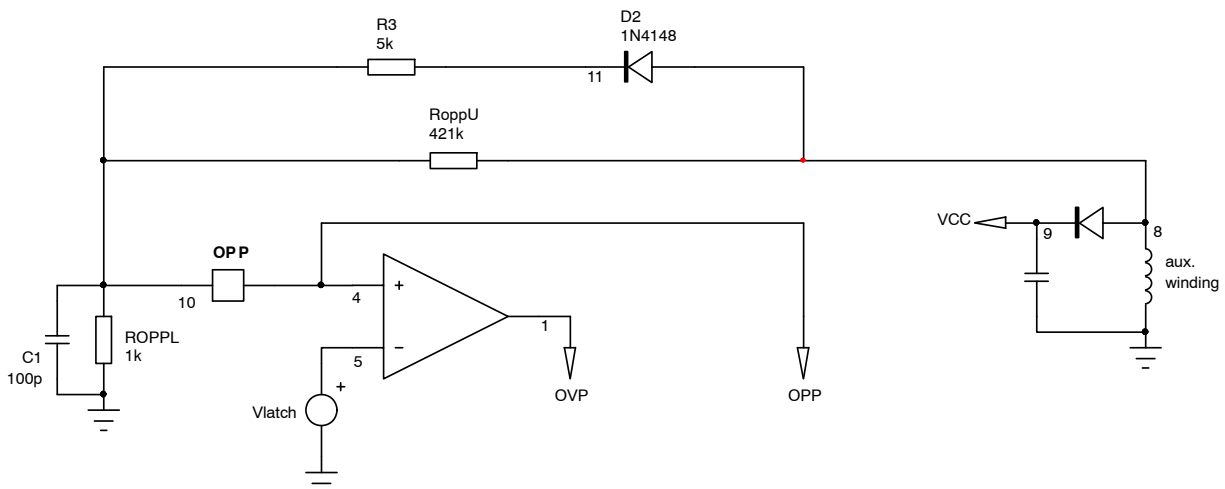 D2
1N4148
R3
5k
11
RoppU
421k
VCC
9
8
OPP
aux.
winding
10
4
+
1
ROPPL
1k
5
−
C1
100p
+
Vlatch
OVP
OPP